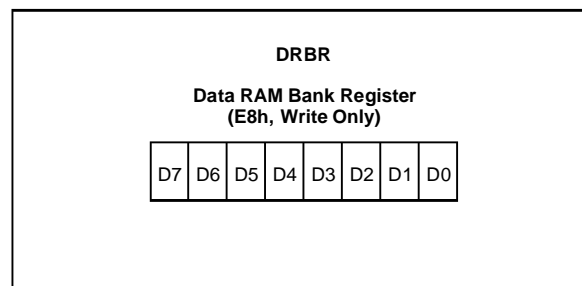 DRBR
Data RAM Bank Register
(E8h, Write Only)
D7 D6 D5 D4 D3 D2 D1 D0